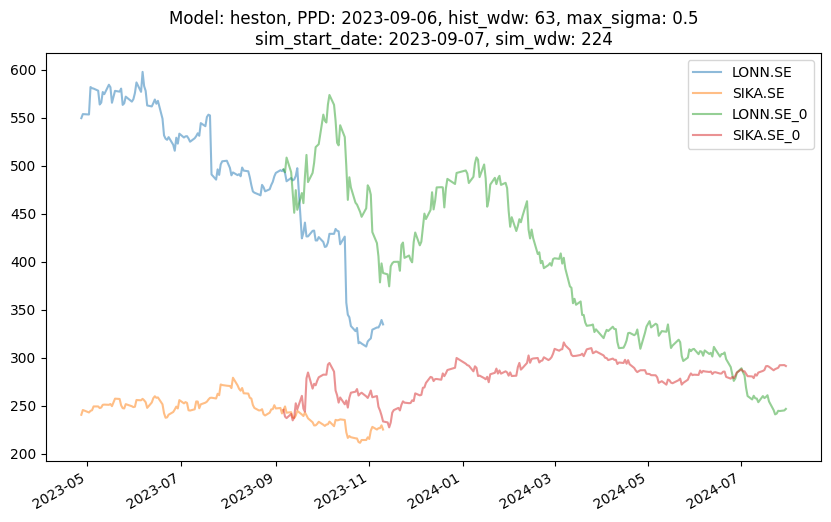 Model: heston, PPD: 2023-09-06, hist_wdw: 63, max_sigma: 0.5
sim_start_date: 2023-09-07, sim_wdw: 224
LONN.SE
SIKA.SE
LONN.SE_0
SIKA.SE_0
600
550
500
450
400
350
300
250
200
2023-05
2023-07
2023-09
2023-11
2024-01
2024-03
2024-05
2024-07